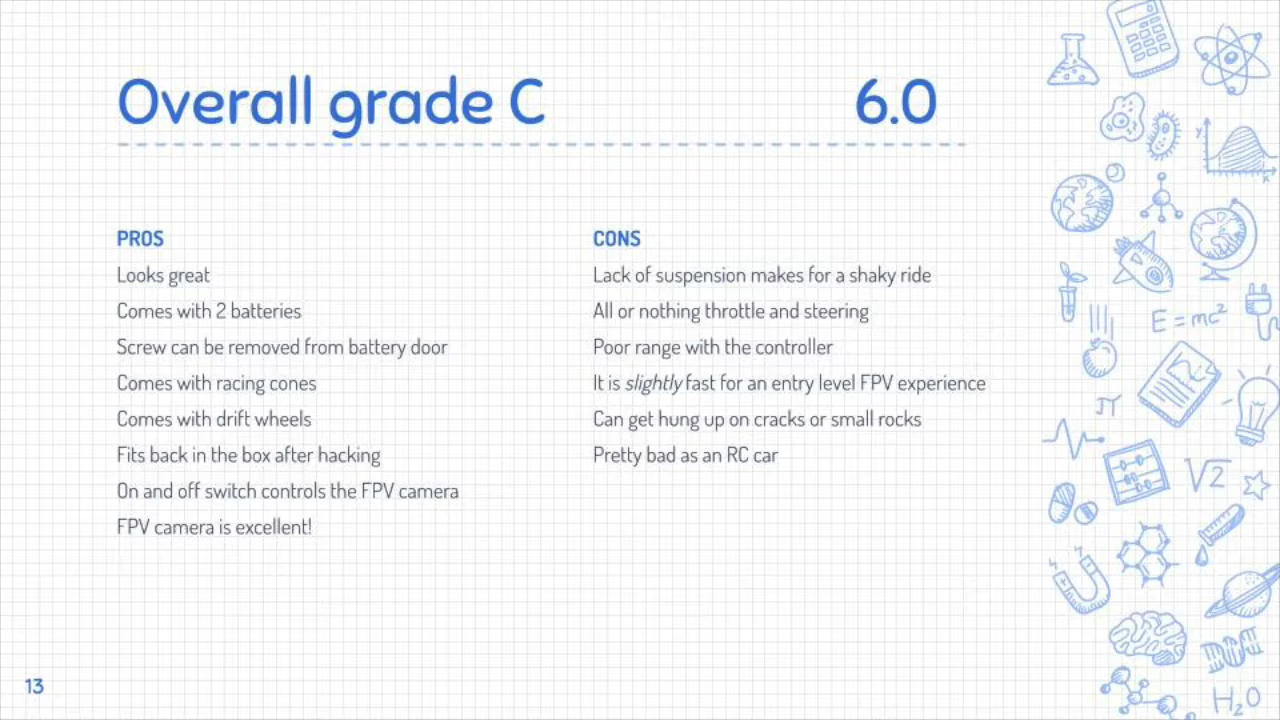 Overall grade C 6.0
PROS
Looks great
Comes with 2 batteries
Screw can be removed from battery door
Comes with racing cones
Comes with drift wheels
Fits back in the box after hacking
On and off switch controls the FPV camera
FPV camera is excellent!
CONS
Lack of suspension makes for a shaky ride
All or nothing throttle and steering
Poor range with the controller
It is slightly fast for an entry level FPV experience
Can get hung up on cracks or small rocks
Pretty bad as an RC car
y
x
E=mc²
π
√2
H₂O
13